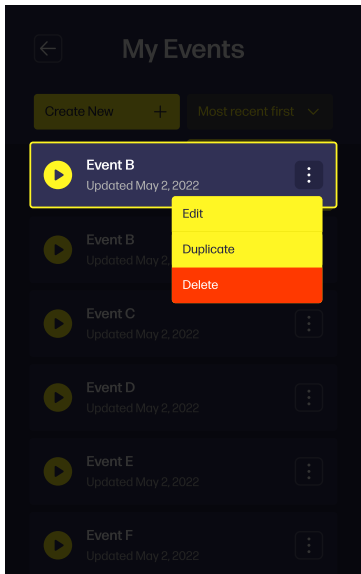 My Events
Create New
Most recent first
Event B
Updated May 2, 2022
Edit
Duplicate
Delete
Event B
Updated May 2,
Event C
Updated May 2, 2022
Event D
Updated May 2, 2022
Event E
Updated May 2, 2022
Event F
Updated May 2, 2022